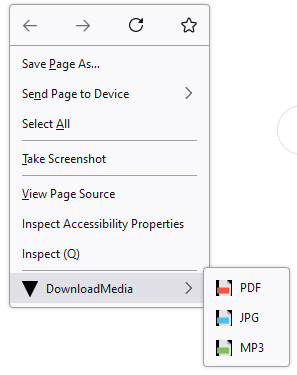 Save Page As...
Send Page to Device
Select All
Take Screenshot
View Page Source
Inspect Accessibility Properties
Inspect (Q)
DownloadMedia
PDF
JPG
MP3